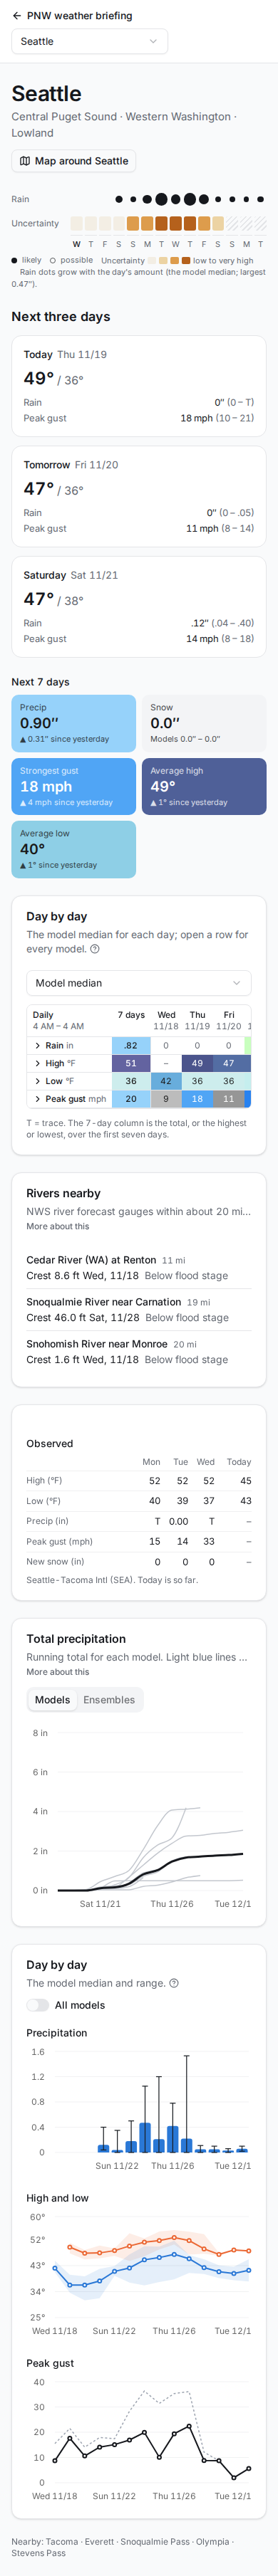 PNW weather briefing
Seattle
Seattle
Central Puget Sound · Western Washington ·
Lowland
Map around Seattle
Rain
Uncertainty
W T F S S M T W T F S S M T
likely possible Uncertainty low to very high
Rain dots grow with the day's amount (the model median; largest
0.47").
Next three days
Today Thu 11/19
49° / 36°
Rain 0" (0 – T)
Peak gust 18 mph (10 – 21)
Tomorrow Fri 11/20
47° / 36°
Rain 0" (0 – .05)
Peak gust 11 mph (8 – 14)
Saturday Sat 11/21
47° / 38°
Rain .12" (.04 – .40)
Peak gust 14 mph (8 – 18)
Next 7 days
Precip
0.90"
▲ 0.31" since yesterday
Snow
0.0"
Models 0.0" – 0.0"
Strongest gust
18 mph
▲ 4 mph since yesterday
Average high
49°
▲ 1° since yesterday
Average low
40°
▲ 1° since yesterday
Day by day
The model median for each day; open a row for
every model.
Model median
Daily 7 days Wed Thu Fri
4 AM – 4 AM 11/18 11/19 11/20 1
Rain in .82 0 0 0
High °F 51 – 49 47
Low °F 36 42 36 36
Peak gust mph 20 9 18 11
T = trace. The 7-day column is the total, or the highest
or lowest, over the first seven days.
Rivers nearby
NWS river forecast gauges within about 20 mi...
More about this
Cedar River (WA) at Renton 11 mi
Crest 8.6 ft Wed, 11/18 Below flood stage
Snoqualmie River near Carnation 19 mi
Crest 46.0 ft Sat, 11/28 Below flood stage
Snohomish River near Monroe 20 mi
Crest 1.6 ft Wed, 11/18 Below flood stage
Observed
Mon Tue Wed Today
High (°F) 52 52 52 45
Low (°F) 40 39 37 43
Precip (in) T 0.00 T –
Peak gust (mph) 15 14 33 –
New snow (in) 0 0 0 –
Seattle-Tacoma Intl (SEA). Today is so far.
Total precipitation
Running total for each model. Light blue lines ...
More about this
Models Ensembles
8 in
6 in
4 in
2 in
0 in
Sat 11/21 Thu 11/26 Tue 12/1
Day by day
The model median and range.
All models
Precipitation
1.6
1.2
0.8
0.4
0
Sun 11/22 Thu 11/26 Tue 12/1
High and low
60°
52°
43°
34°
25°
Wed 11/18 Sun 11/22 Thu 11/26 Tue 12/1
Peak gust
40
30
20
10
0
Wed 11/18 Sun 11/22 Thu 11/26 Tue 12/1
Nearby: Tacoma · Everett · Snoqualmie Pass · Olympia ·
Stevens Pass